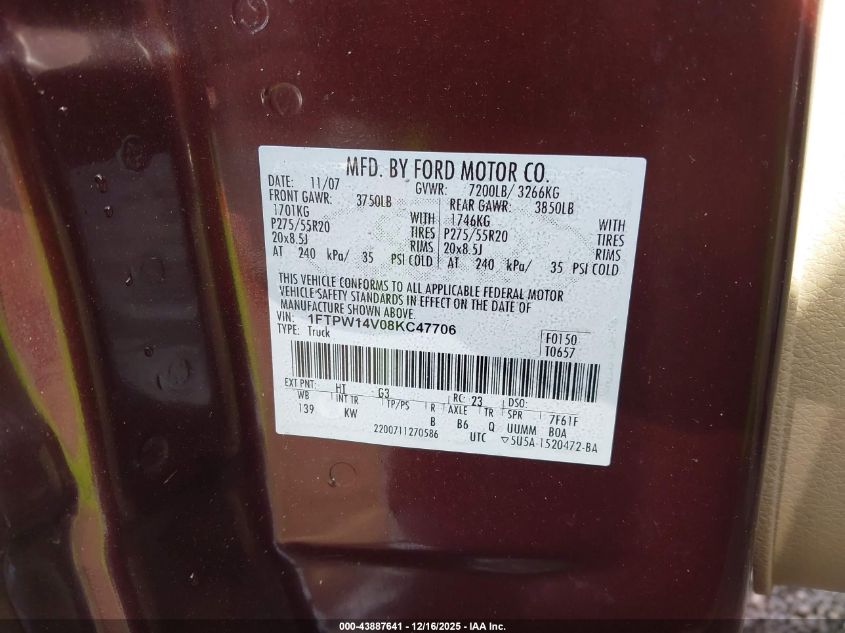 MFD. BY FORD MOTOR CO.
DATE: 11/07 GVWR: 7200LB/ 3266KG
FRONT GAWR: 3750LB REAR GAWR: 3850LB
1701KG WITH 1746KG WITH
P275/55R20 TIRES P275/55R20 TIRES
20x8.5J RIMS 20x8.5J RIMS
AT 240 kPa/ 35 PSI COLD AT 240 kPa/ 35 PSI COLD
THIS VEHICLE CONFORMS TO ALL APPLICABLE FEDERAL MOTOR
VEHICLE SAFETY STANDARDS IN EFFECT ON THE DATE OF
MANUFACTURE SHOWN ABOVE.
VIN: 1FTPW14V08KC47706
TYPE: Truck F0150
T0657
EXT PNT: HT G3 RC: 23 DSO:
WB INT TR TP/PS R AXLE TR SPR 7F61F
139 KW B B6 Q UUMM BOA
2200711270586 UTC ▽5U5A-1520472-BA
000-43887641 - 12/16/2025 - IAA Inc.